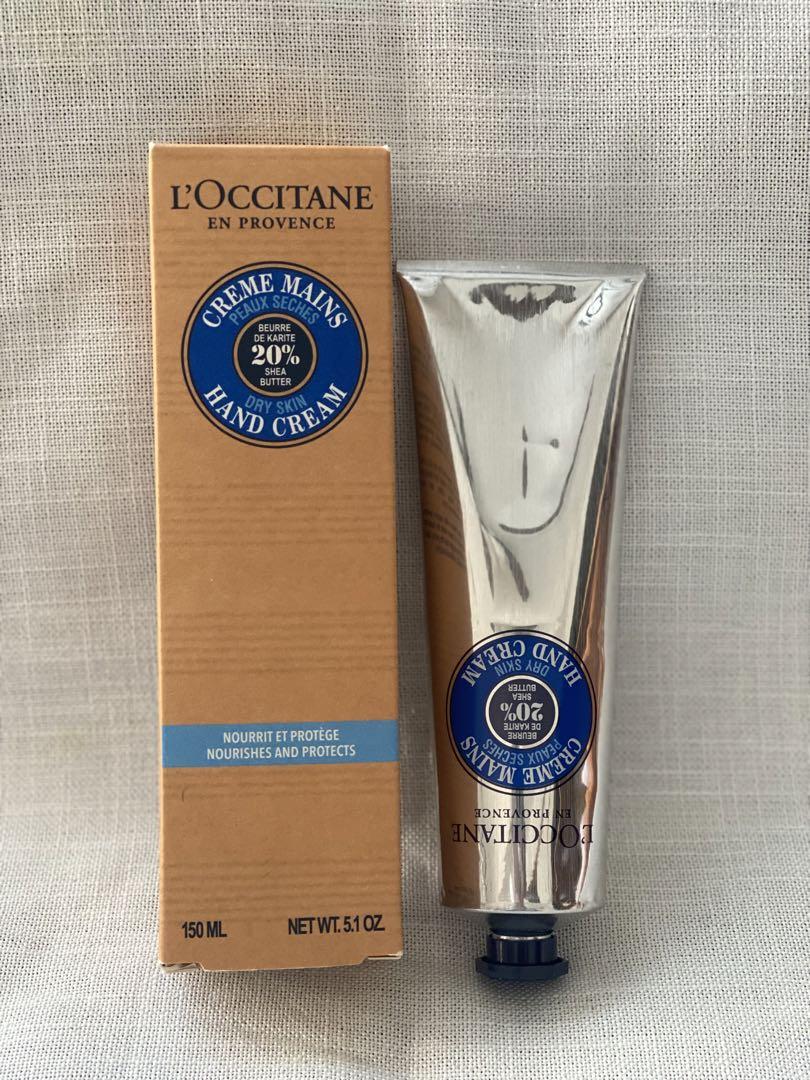 L'OCCITANE
EN PROVENCE
CREME MAINS
PEAUX SECHES
BEURRE
DE KARITE
20%
SHEA
BUTTER
DRY SKIN
HAND CREAM
NOURRIT ET PROTÈGE
NOURISHES AND PROTECTS
150 ML
NET WT. 5.1 OZ.
L'OCCITANE
EN PROVENCE
CREME MAINS
PEAUX SECHES
BEURRE
DE KARITE
20%
SHEA
BUTTER
DRY SKIN
HAND CREAM